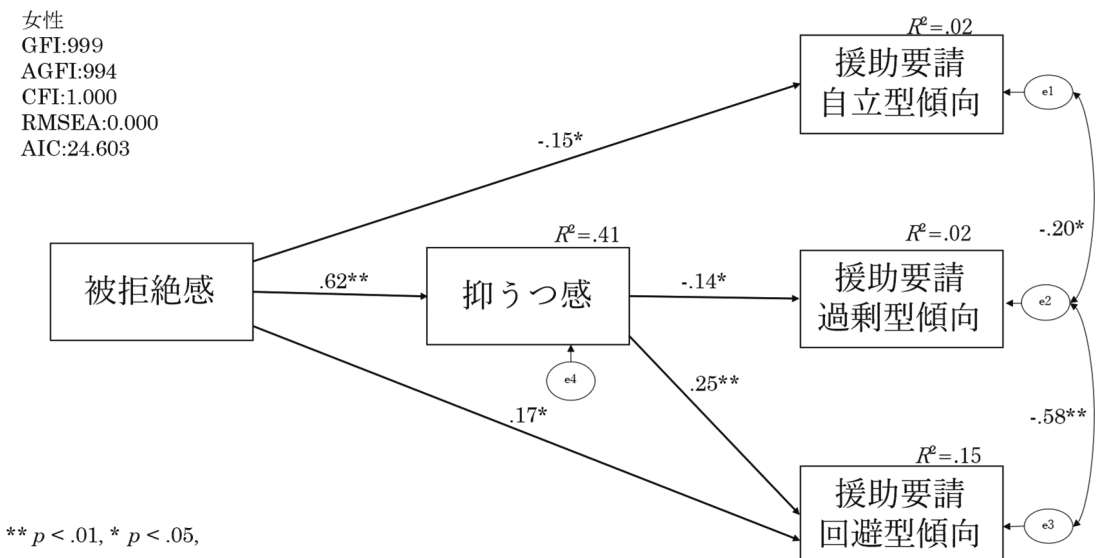 女性
GFI:999
AGFI:994
CFI:1.000
RMSEA:0.000
AIC:24.603
R²=.02
援助要請
自立型傾向
e1
-.15*
-.20*
被拒絶感
.62**
R²=.41
抑うつ感
e4
-.14*
R²=.02
援助要請
過剰型傾向
e2
.25**
.17*
-.58**
R²=.15
援助要請
回避型傾向
e3
** p < .01, * p < .05,